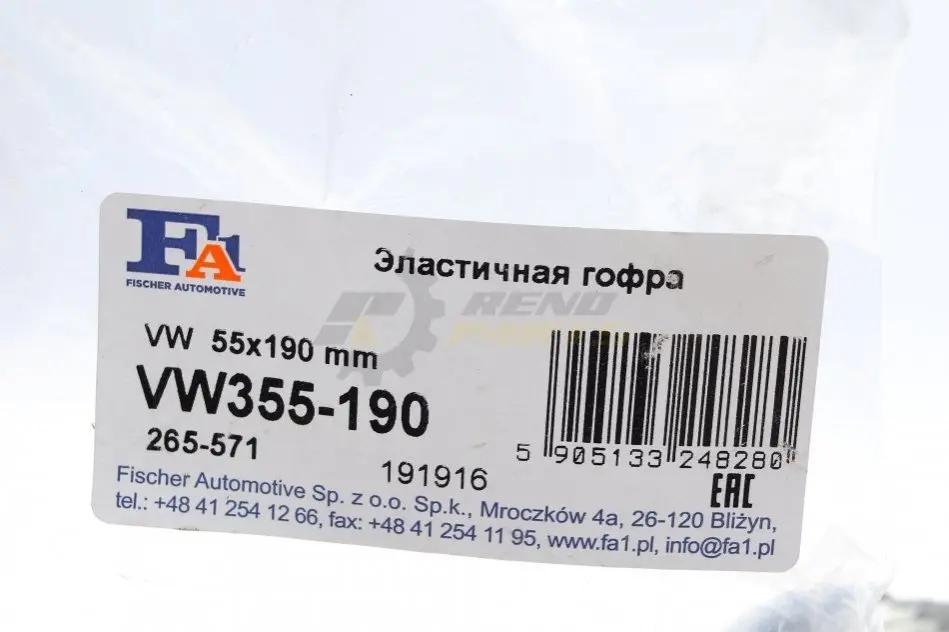 FA1
FISCHER AUTOMOTIVE
Эластичная гофра
RENO
PARTS
VW 55x190 mm
VW355-190
265-571
191916
5 905133 248280
EAC
Fischer Automotive Sp. z o.o. Sp.k., Mroczków 4a, 26-120 Bliżyn,
tel.: +48 41 254 12 66, fax: +48 41 254 11 95, www.fa1.pl, info@fa1.pl